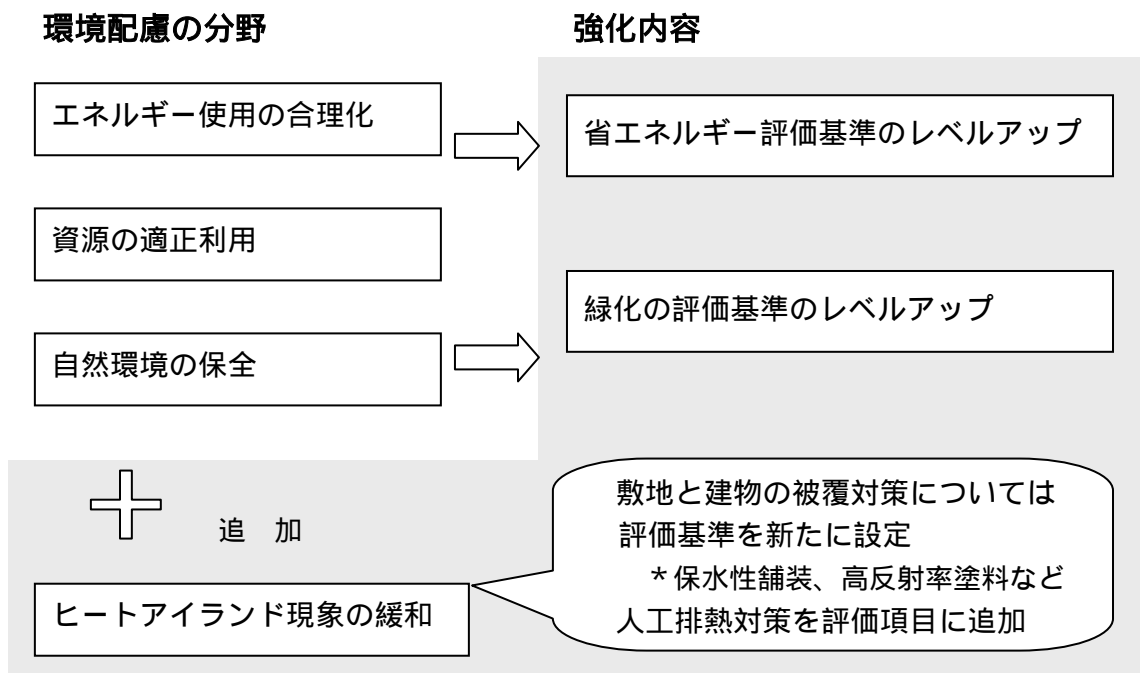 環境配慮の分野
強化内容
エネルギー使用の合理化
省エネルギー評価基準のレベルアップ
資源の適正利用
緑化の評価基準のレベルアップ
自然環境の保全
追　加
ヒートアイランド現象の緩和
敷地と建物の被覆対策については
評価基準を新たに設定
＊保水性舗装、高反射率塗料など
人工排熱対策を評価項目に追加